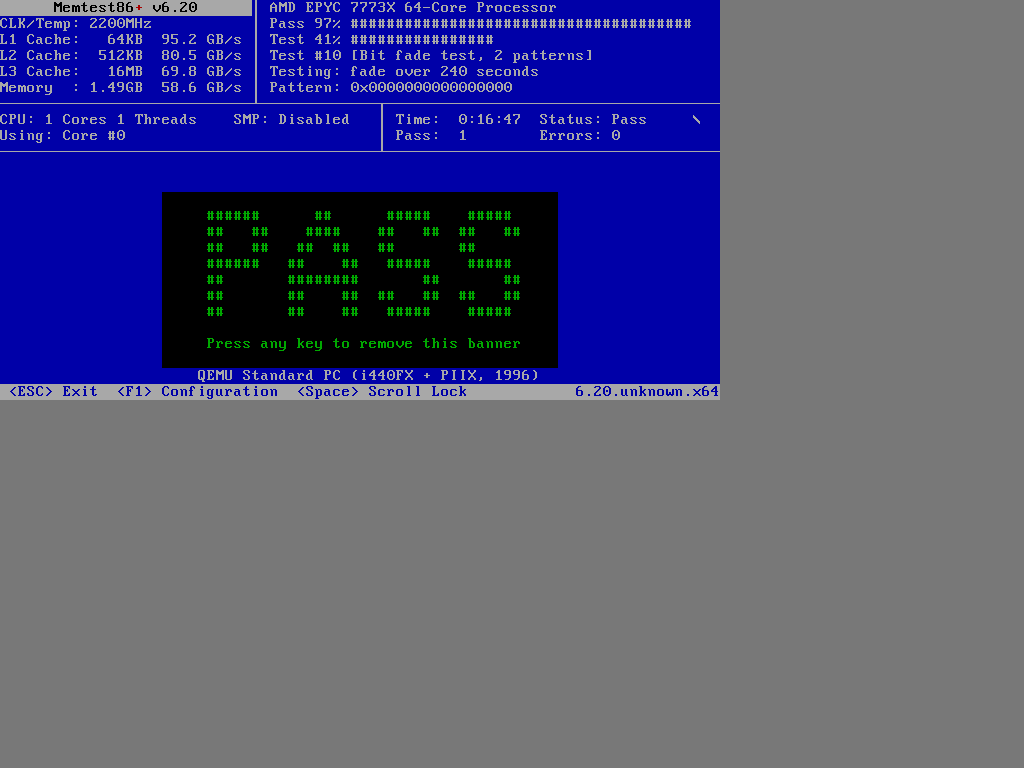 Memtest86+ v6.20
AMD EPYC 7773X 64-Core Processor
CLK/Temp: 2200MHz
Pass 97% ######################################
L1 Cache:   64KB  95.2 GB/s
Test 41% ################
L2 Cache:  512KB  80.5 GB/s
Test #10 [Bit fade test, 2 patterns]
L3 Cache:   16MB  69.8 GB/s
Testing: fade over 240 seconds
Memory  : 1.49GB  58.6 GB/s
Pattern: 0x0000000000000000
CPU: 1 Cores 1 Threads    SMP: Disabled
Time:  0:16:47  Status: Pass     \
Using: Core #0
Pass:  1        Errors: 0
######      ##      #####    #####
##   ##    ####    ##   ##  ##   ##
##   ##   ##  ##   ##       ##
######   ##    ##   #####    #####
##       ########       ##       ##
##       ##    ##  ##   ##  ##   ##
##       ##    ##   #####    #####
Press any key to remove this banner
QEMU Standard PC (i440FX + PIIX, 1996)
<ESC> Exit  <F1> Configuration  <Space> Scroll Lock            6.20.unknown.x64